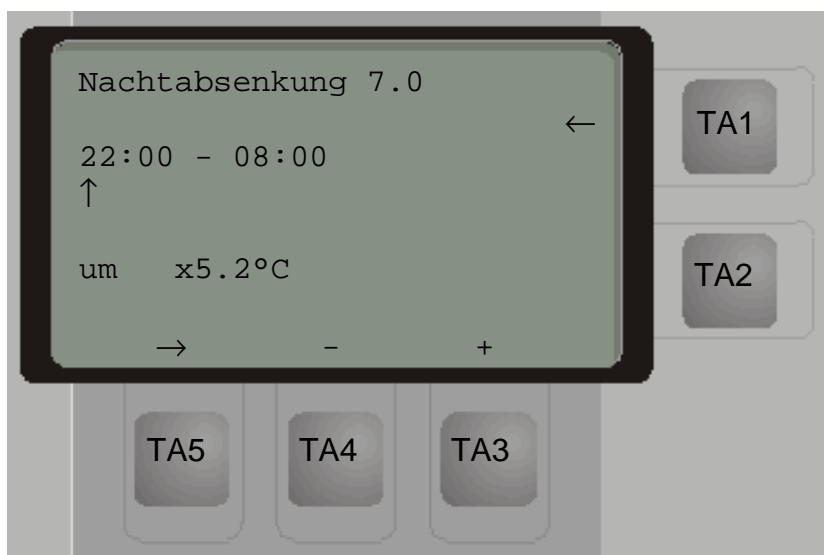 Nachtabsenkung 7.0
← TA1
22:00 - 08:00
↑
um x5.2°C
TA2
→ - +
TA5 TA4 TA3